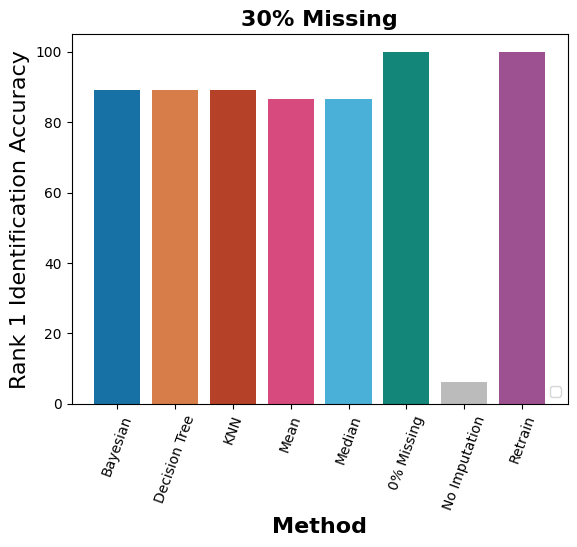 30% Missing
Rank 1 Identification Accuracy
100
80
60
40
20
0
Bayesian
Decision Tree
KNN
Mean
Median
0% Missing
No Imputation
Retrain
Method